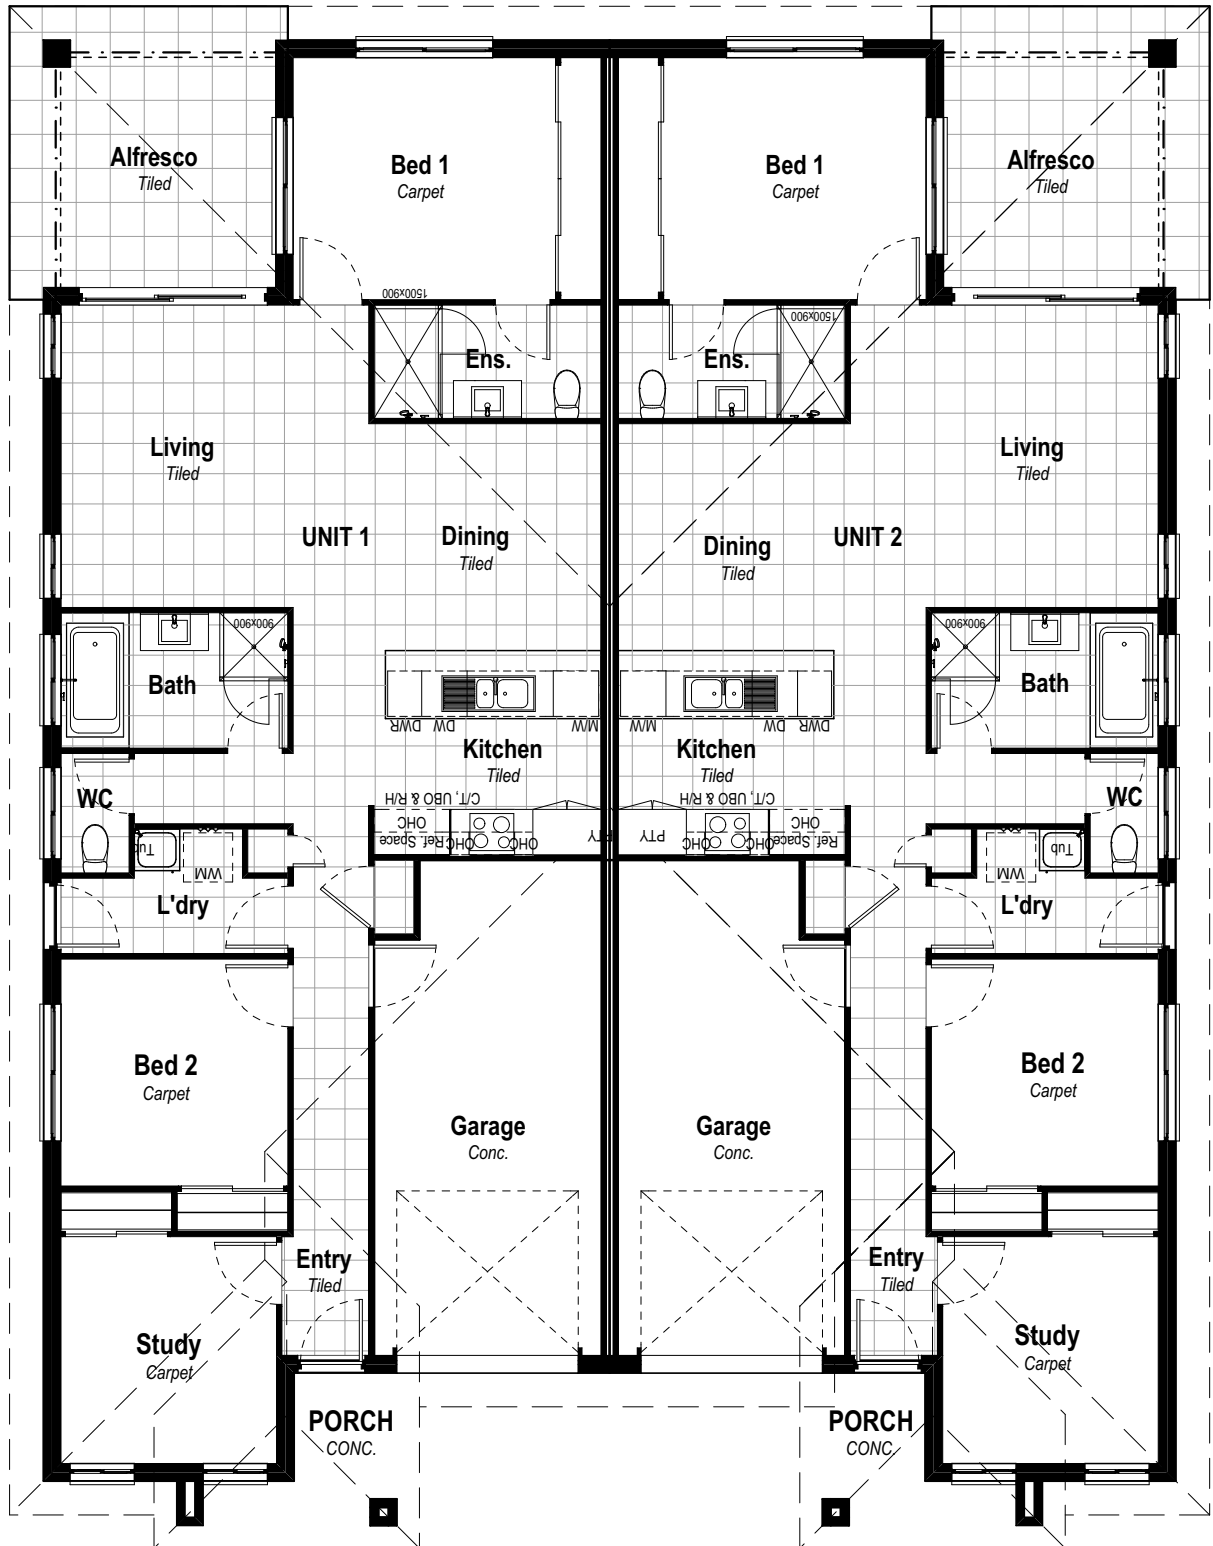 Alfresco
Tiled
Bed 1
Carpet
Bed 1
Carpet
Alfresco
Tiled
1500x900
1500x900
Ens.
Ens.
Living
Tiled
Living
Tiled
UNIT 1
Dining
Tiled
Dining
Tiled
UNIT 2
900x900
900x900
Bath
Bath
DWR
DW
M/W
M/W
DW
DWR
Kitchen
Tiled
Kitchen
Tiled
WC
WC
C/T, UBO & R/H
C/T, UBO & R/H
OHC
OHC
Ref. Space
OHC
OHC
PTY
PTY
OHC
OHC
Ref. Space
Tub
WM
WM
Tub
L'dry
L'dry
Bed 2
Carpet
Bed 2
Carpet
Garage
Conc.
Garage
Conc.
Entry
Tiled
Entry
Tiled
Study
Carpet
Study
Carpet
PORCH
CONC.
PORCH
CONC.